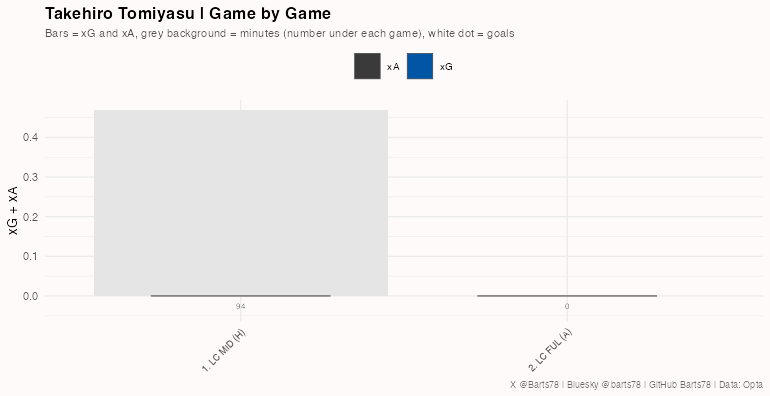 Takehiro Tomiyasu | Game by Game
Bars = xG and xA, grey background = minutes (number under each game), white dot = goals
xA xG
xG + xA
0.4
0.3
0.2
0.1
0.0
94 0
1. LC MID (H) 2. LC FUL (A)
X @Barts78 | Bluesky @barts78 | GitHub Barts78 | Data: Opta